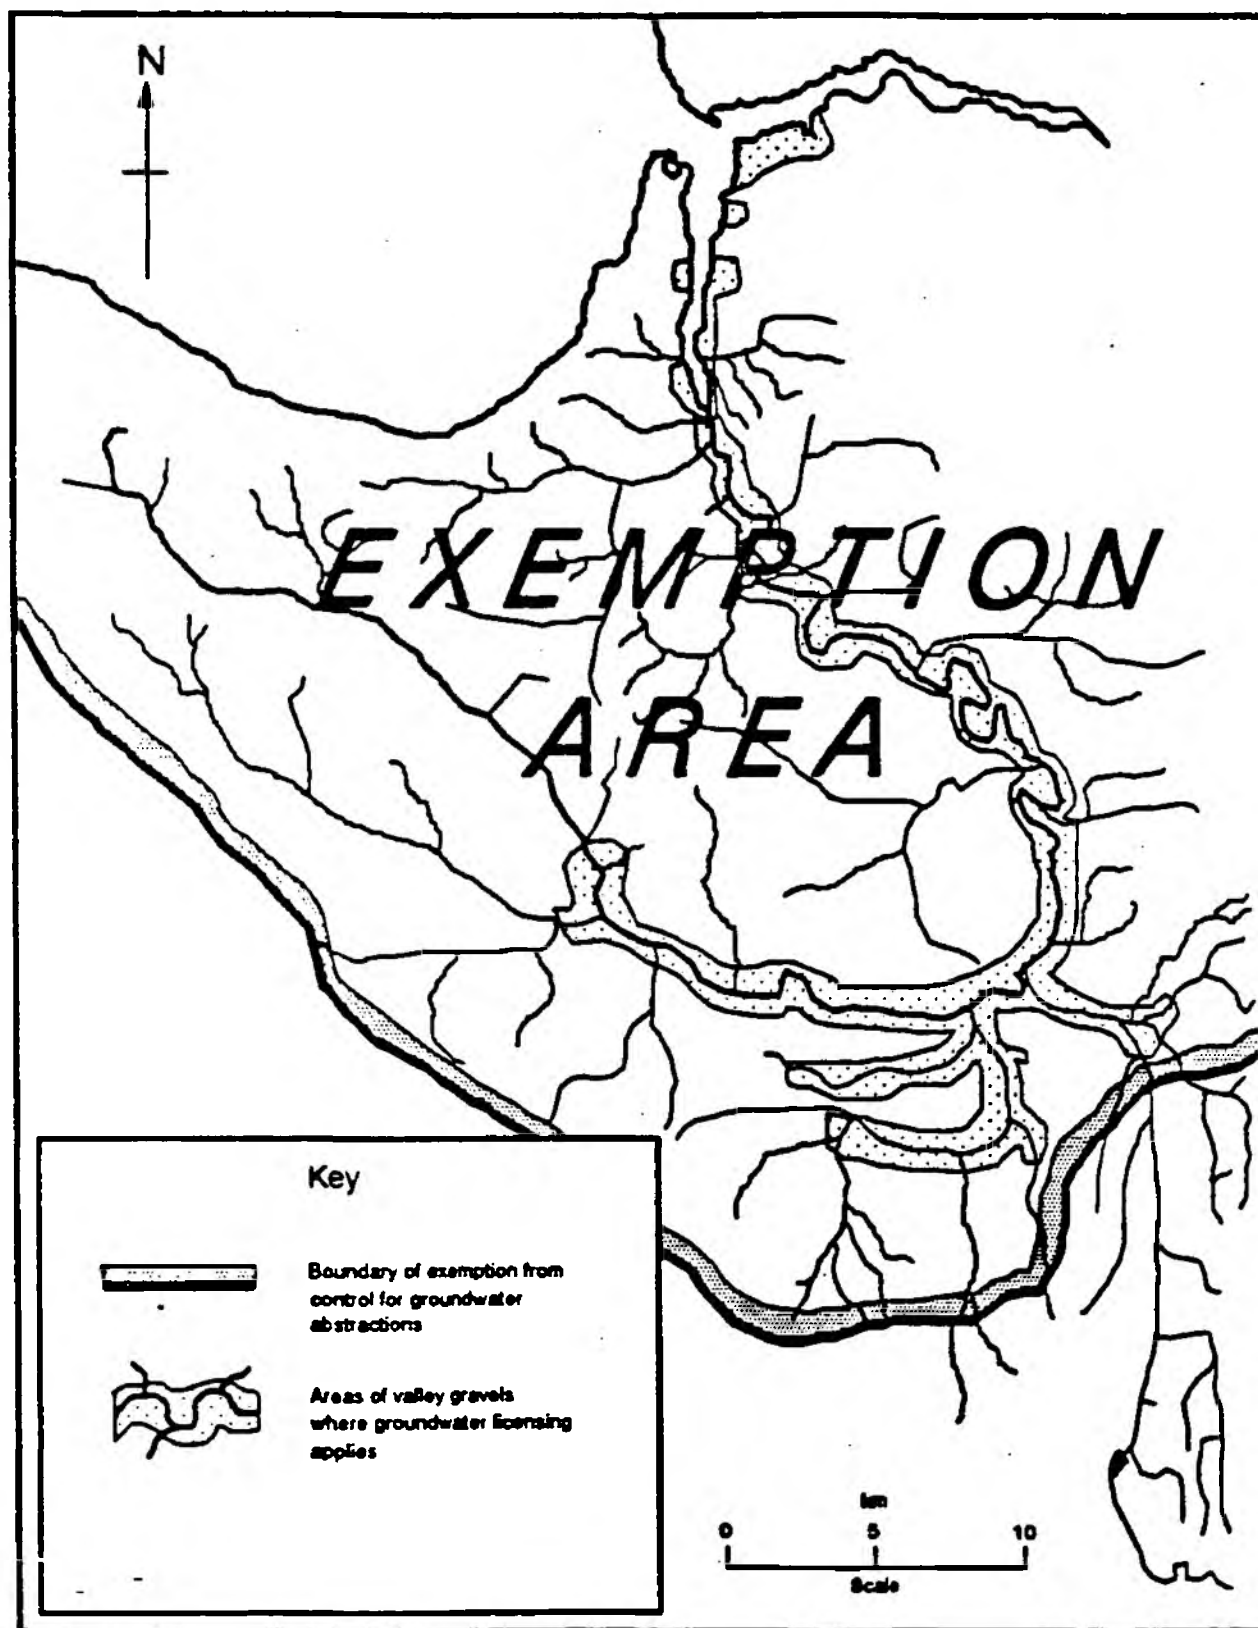 N
EXEMPTION
AREA
Key
Boundary of exemption from
control for groundwater
abstractions
Areas of valley gravels
where groundwater licensing
applies
km
0 5 10
Scale